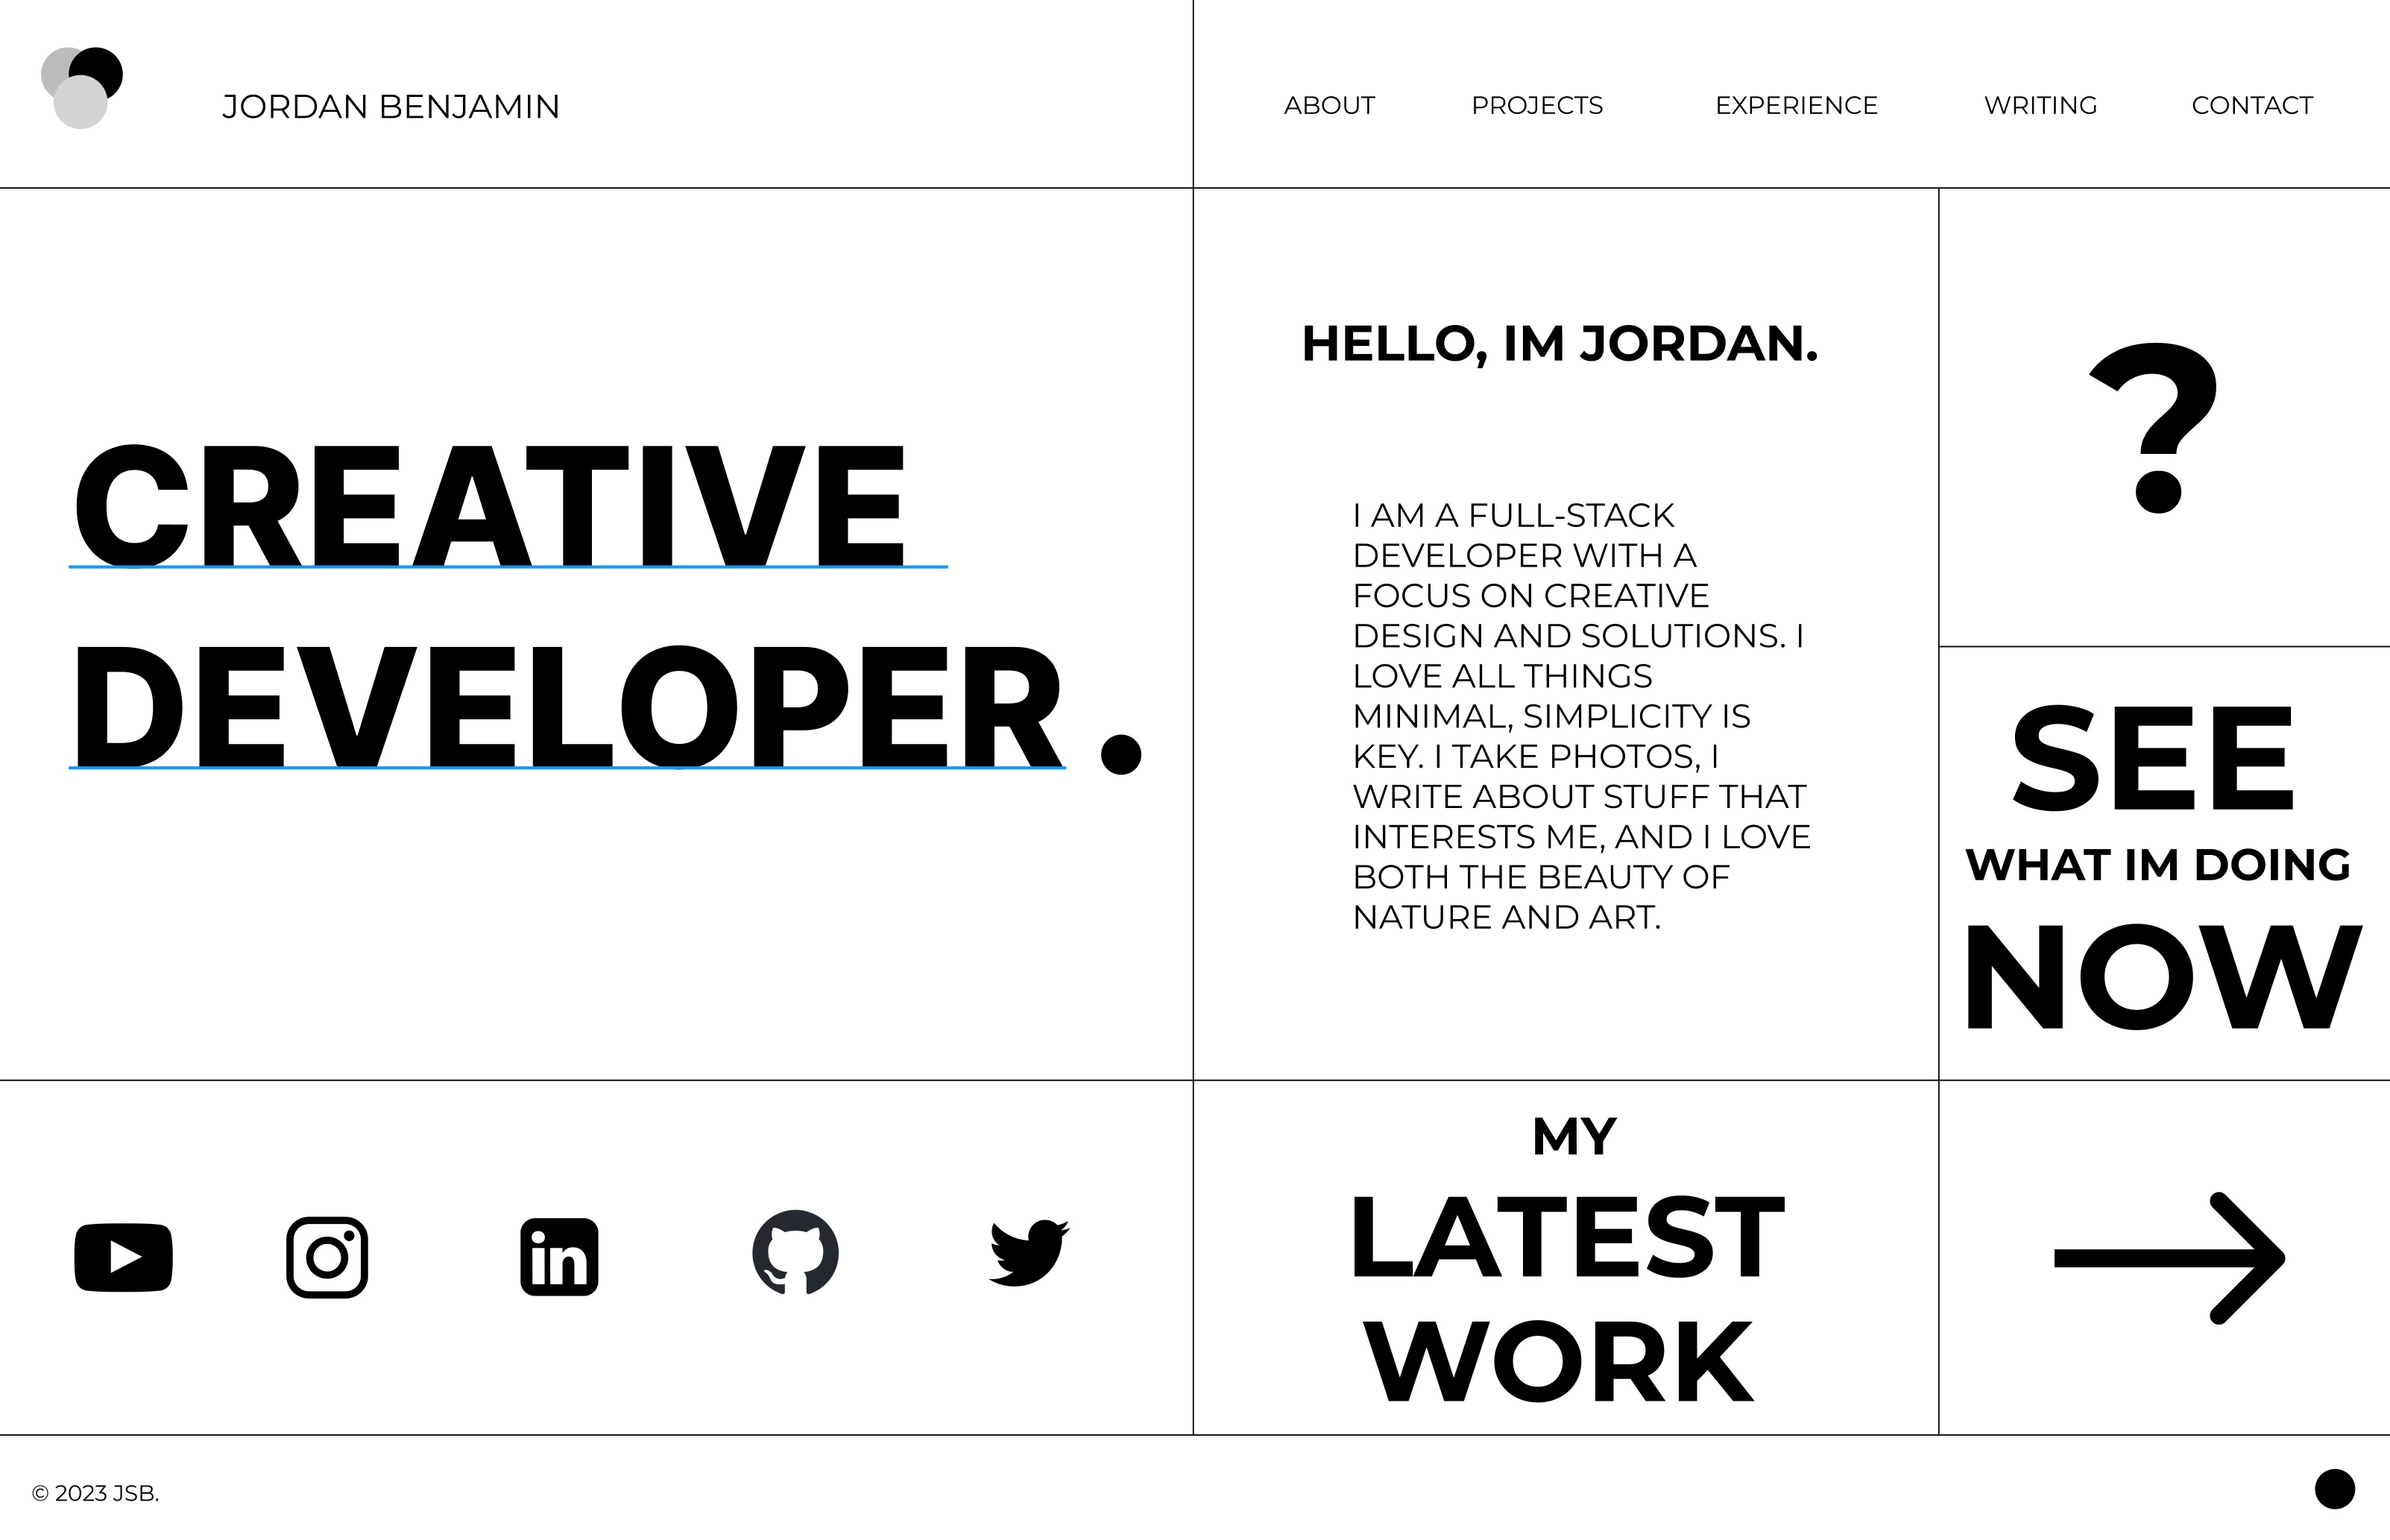 JORDAN BENJAMIN
ABOUT PROJECTS EXPERIENCE WRITING CONTACT
CREATIVE
DEVELOPER.
HELLO, IM JORDAN.
I AM A FULL-STACK
DEVELOPER WITH A
FOCUS ON CREATIVE
DESIGN AND SOLUTIONS. I
LOVE ALL THINGS
MINIMAL, SIMPLICITY IS
KEY. I TAKE PHOTOS, I
WRITE ABOUT STUFF THAT
INTERESTS ME, AND I LOVE
BOTH THE BEAUTY OF
NATURE AND ART.
?
SEE
WHAT IM DOING
NOW
in
MY
LATEST
WORK
© 2023 JSB.